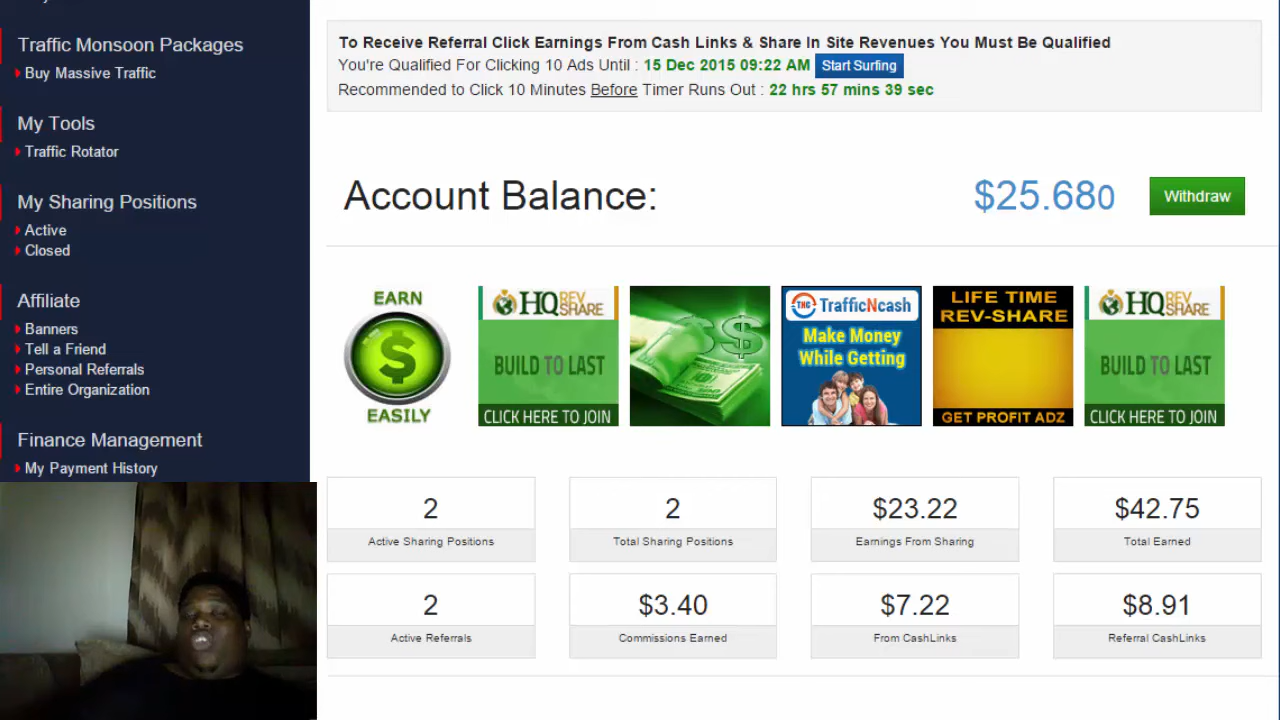 Traffic Monsoon Packages
Buy Massive Traffic
My Tools
Traffic Rotator
My Sharing Positions
Active
Closed
Affiliate
Banners
Tell a Friend
Personal Referrals
Entire Organization
Finance Management
My Payment History
To Receive Referral Click Earnings From Cash Links & Share In Site Revenues You Must Be Qualified
You're Qualified For Clicking 10 Ads Until : 15 Dec 2015 09:22 AM Start Surfing
Recommended to Click 10 Minutes Before Timer Runs Out : 22 hrs 57 mins 39 sec
Account Balance: $25.680 Withdraw
EARN
$
EASILY
HQ REV SHARE
BUILD TO LAST
CLICK HERE TO JOIN
$$
THC TrafficNcash
Make Money
While Getting
LIFE TIME
REV-SHARE
GET PROFIT ADZ
HQ REV SHARE
BUILD TO LAST
CLICK HERE TO JOIN
2 2 $23.22 $42.75
Active Sharing Positions Total Sharing Positions Earnings From Sharing Total Earned
2 $3.40 $7.22 $8.91
Active Referrals Commissions Earned From CashLinks Referral CashLinks